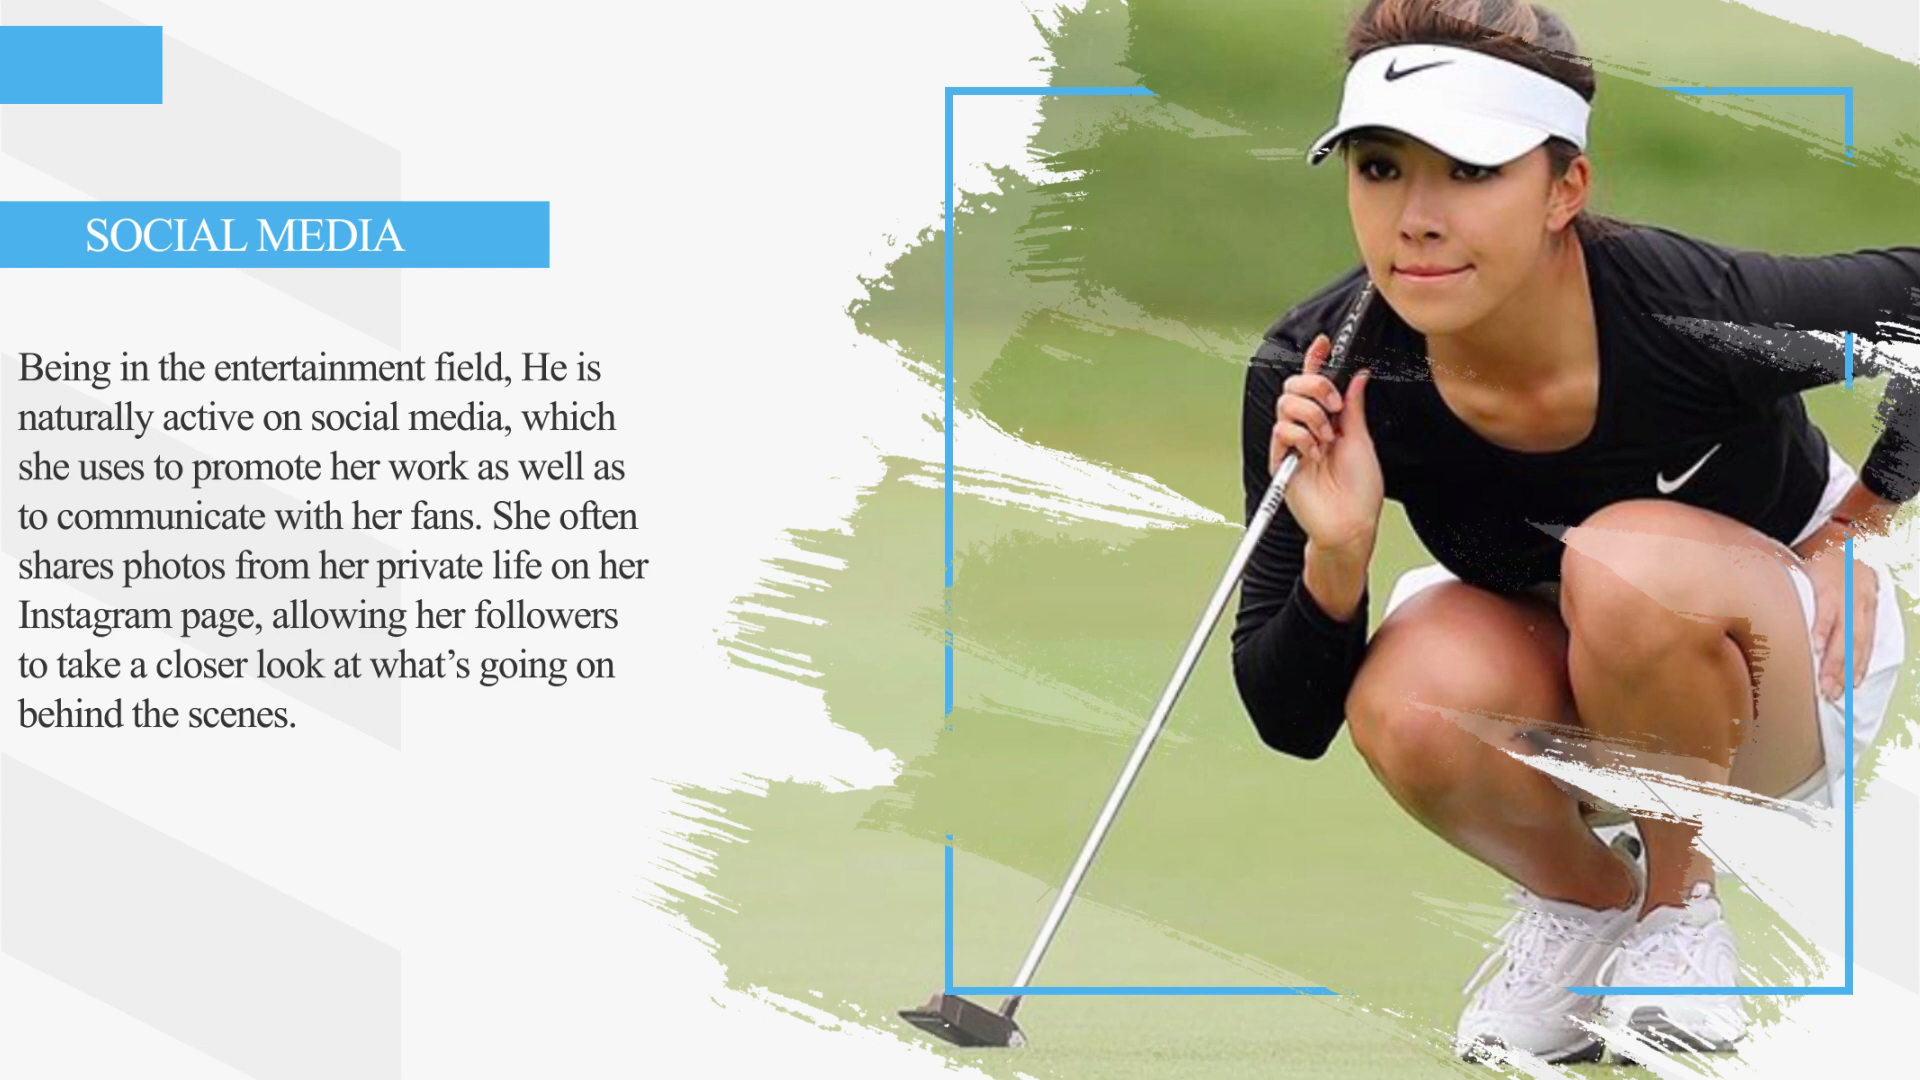 SOCIAL MEDIA
Being in the entertainment field, He is
naturally active on social media, which
she uses to promote her work as well as
to communicate with her fans. She often
shares photos from her private life on her
Instagram page, allowing her followers
to take a closer look at what’s going on
behind the scenes.